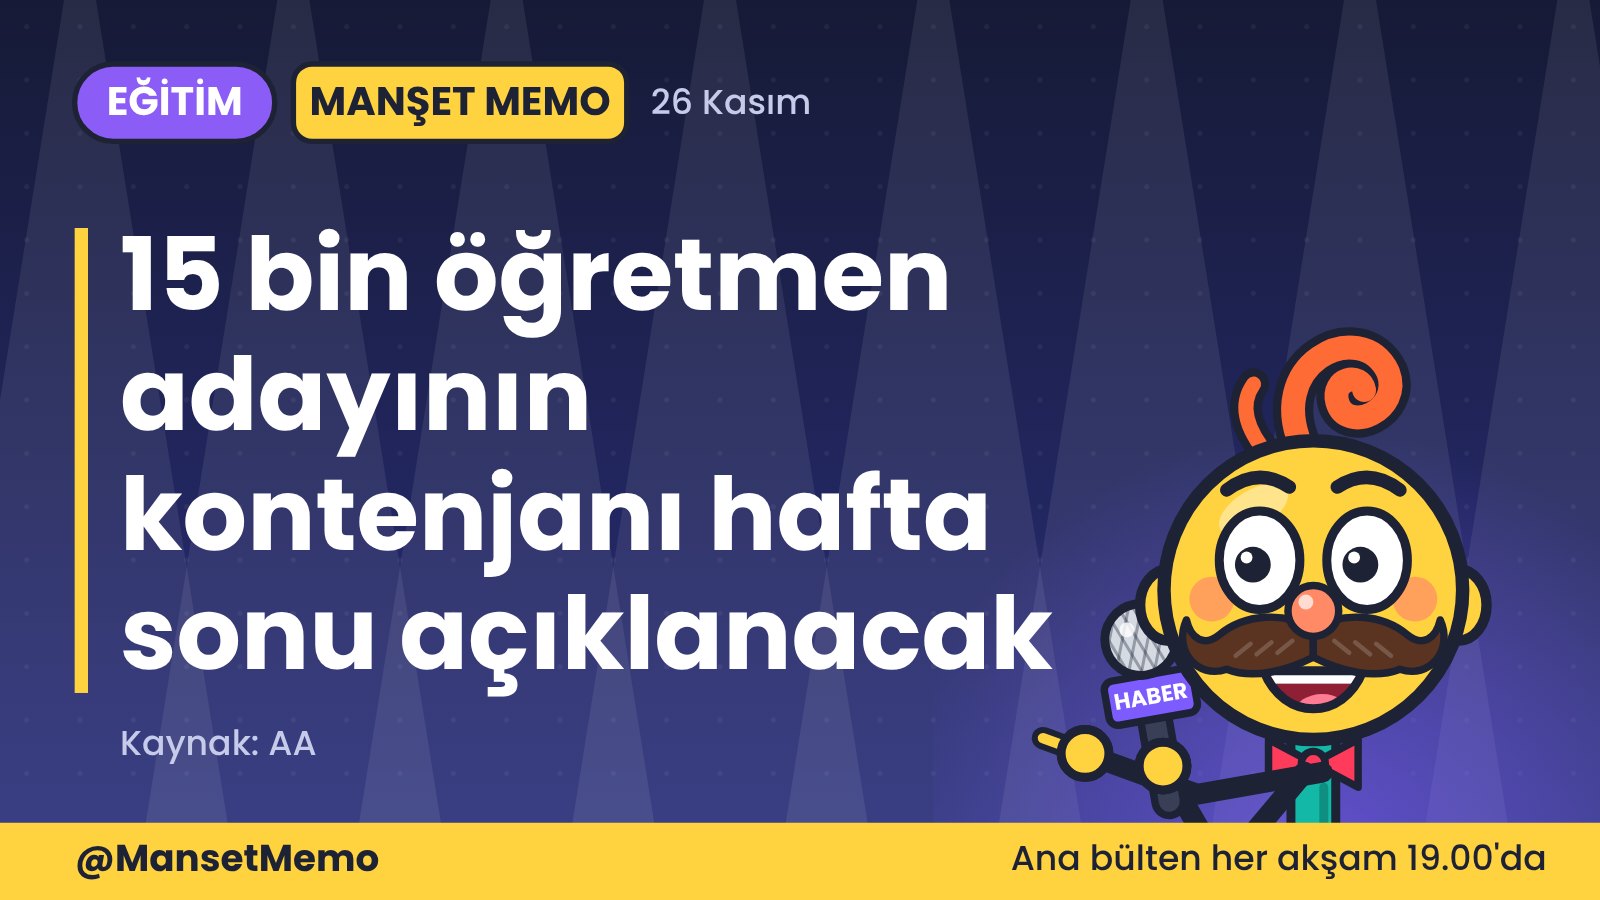 EĞİTİM
MANŞET MEMO
26 Kasım
15 bin öğretmen
adayının
kontenjanı hafta
sonu açıklanacak
Kaynak: AA
HABER
@MansetMemo
Ana bülten her akşam 19.00'da